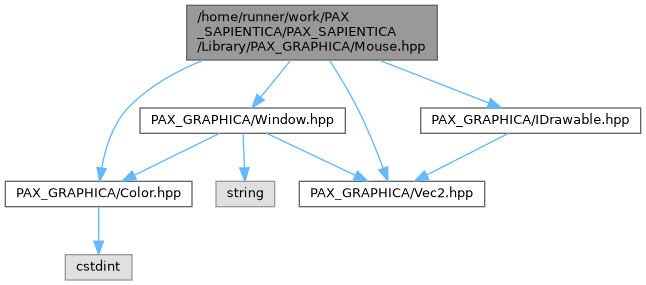 /home/runner/work/PAX
_SAPIENTICA/PAX_SAPIENTICA
/Library/PAX_GRAPHICA/Mouse.hpp
PAX_GRAPHICA/Window.hpp
PAX_GRAPHICA/IDrawable.hpp
PAX_GRAPHICA/Color.hpp
string
PAX_GRAPHICA/Vec2.hpp
cstdint